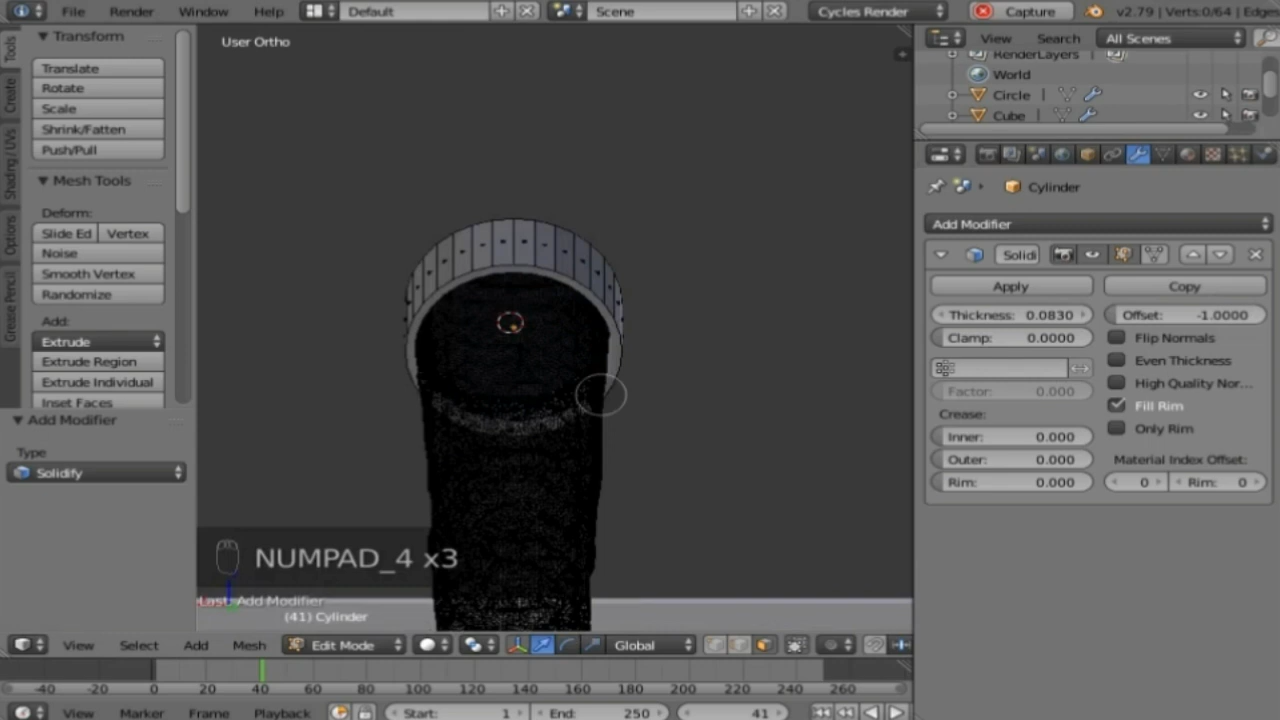 File Render Window Help Default Scene Cycles Render Capture v2.79 | Verts:0/64 | Edges
Tools
Create
Shading / UVs
Options
Grease Pencil
Transform
Translate
Rotate
Scale
Shrink/Fatten
Push/Pull
Mesh Tools
Deform:
Slide Ed Vertex
Noise
Smooth Vertex
Randomize
Add:
Extrude
Extrude Region
Extrude Individual
Inset Faces
Add Modifier
Type
Solidify
User Ortho
NUMPAD_4 x3
Last: Add Modifier
(41) Cylinder
View Select Add Mesh Edit Mode Global
-40 -20 0 20 40 60 80 100 120 140 160 180 200 220 240 260
View Marker Frame Playback Start: 1 End: 250 41
View Search All Scenes
RenderLayers |
World
Circle |
Cube |
Cylinder
Add Modifier
Solidi
Apply Copy
Thickness: 0.0830 Offset: -1.0000
Clamp: 0.0000 Flip Normals
Even Thickness
Factor: 0.000 High Quality Nor...
Crease: Fill Rim
Inner: 0.000 Only Rim
Outer: 0.000 Material Index Offset:
Rim: 0.000 0 Rim: 0